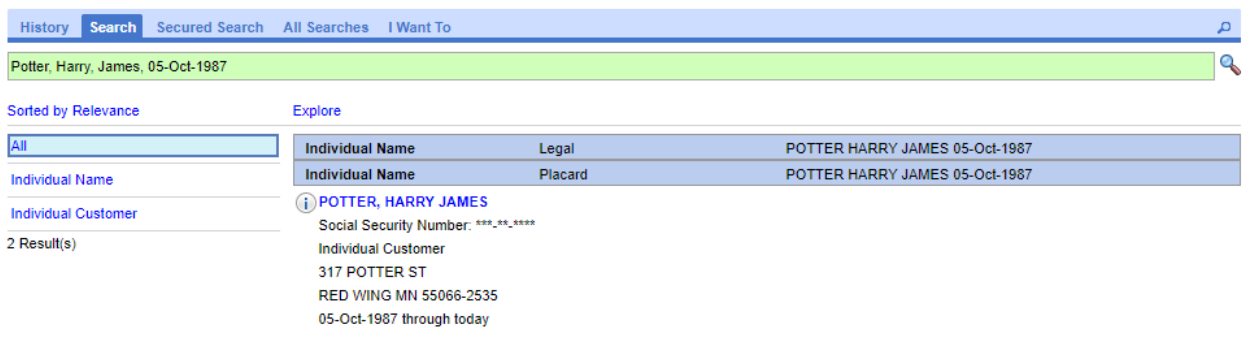 History Search Secured Search All Searches I Want To
Potter, Harry, James, 05-Oct-1987
Sorted by Relevance
All
Individual Name
Individual Customer
2 Result(s)
Explore
Individual Name Legal POTTER HARRY JAMES 05-Oct-1987
Individual Name Placard POTTER HARRY JAMES 05-Oct-1987
POTTER, HARRY JAMES
Social Security Number: ***-**-****
Individual Customer
317 POTTER ST
RED WING MN 55066-2535
05-Oct-1987 through today